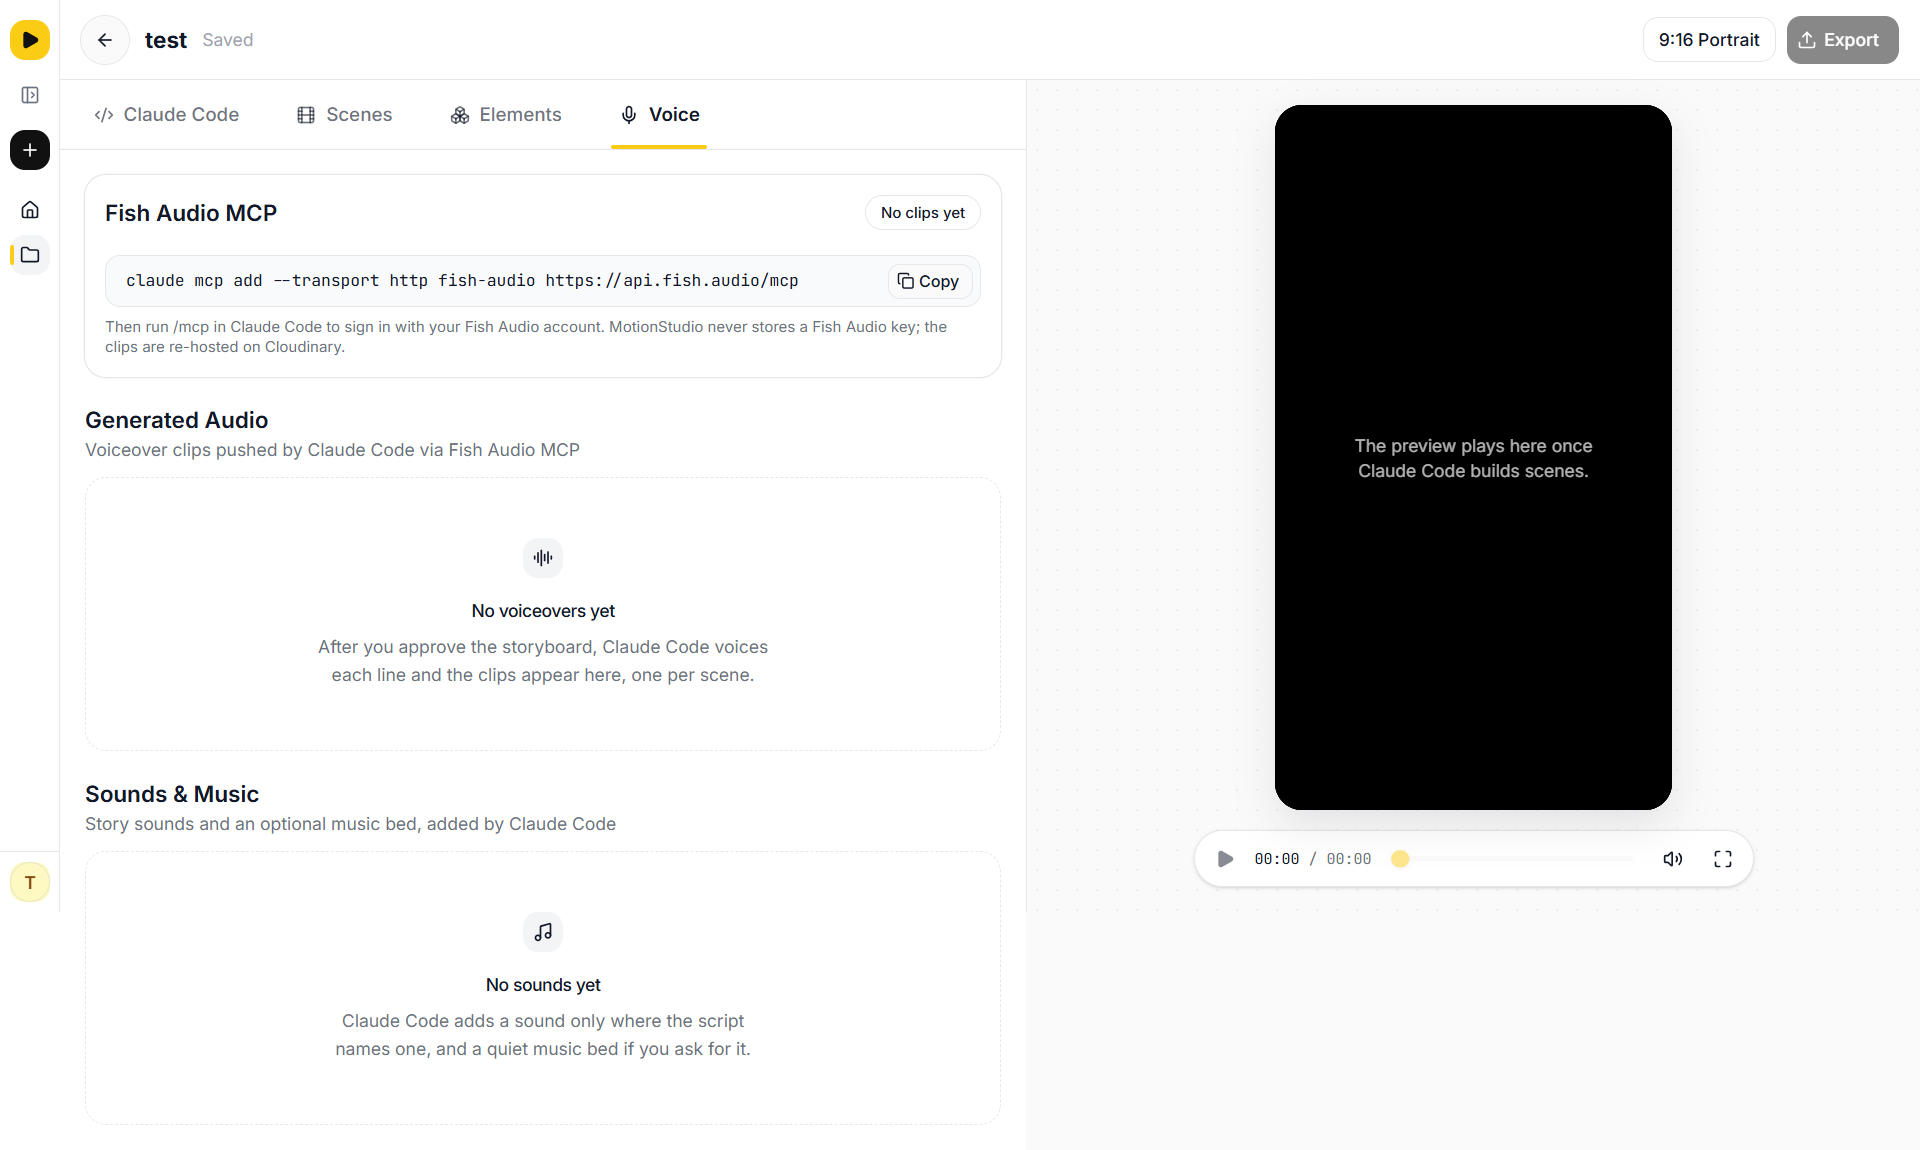 test
Saved
9:16 Portrait
Export
Claude Code
Scenes
Elements
Voice
Fish Audio MCP
No clips yet
claude mcp add --transport http fish-audio https://api.fish.audio/mcp
Copy
Then run /mcp in Claude Code to sign in with your Fish Audio account. MotionStudio never stores a Fish Audio key; the
clips are re-hosted on Cloudinary.
Generated Audio
Voiceover clips pushed by Claude Code via Fish Audio MCP
No voiceovers yet
After you approve the storyboard, Claude Code voices
each line and the clips appear here, one per scene.
Sounds & Music
Story sounds and an optional music bed, added by Claude Code
No sounds yet
Claude Code adds a sound only where the script
names one, and a quiet music bed if you ask for it.
T
The preview plays here once
Claude Code builds scenes.
00:00 / 00:00